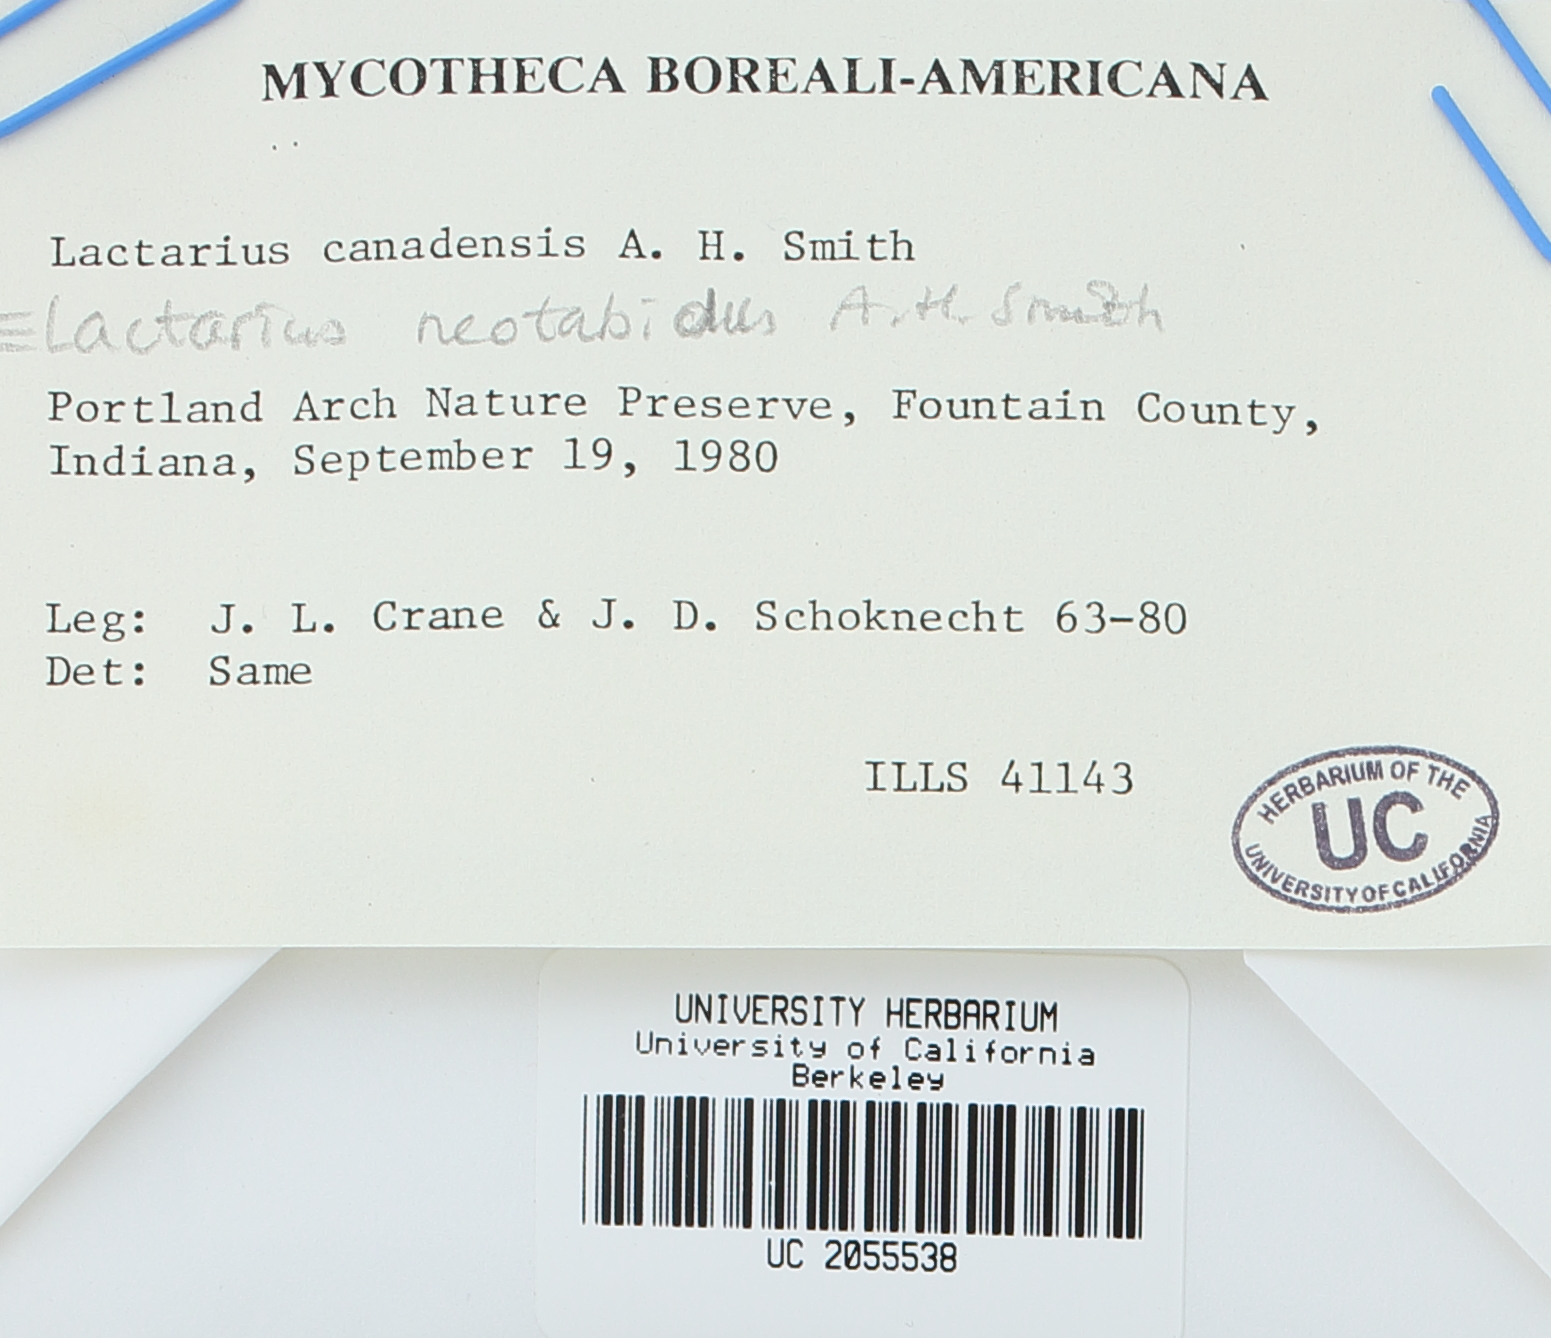 MYCOTHECA BOREALI-AMERICANA
Lactarius canadensis A. H. Smith
=Lactarius neotabidus A.H. Smith
Portland Arch Nature Preserve, Fountain County,
Indiana, September 19, 1980
Leg: J. L. Crane & J. D. Schoknecht 63-80
Det: Same
ILLS 41143
HERBARIUM OF THE
UC
UNIVERSITY OF CALIFORNIA
UNIVERSITY HERBARIUM
University of California
Berkeley
UC 2055538